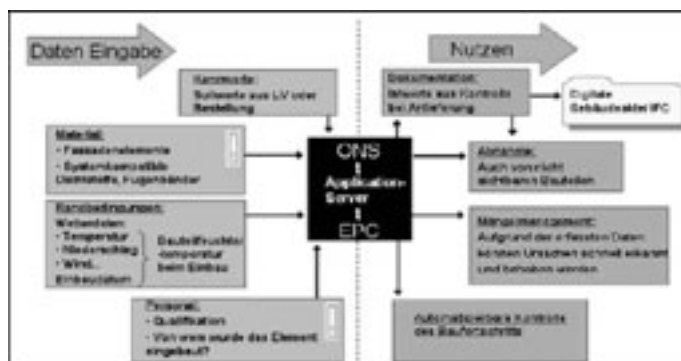 Daten Eingabe
Nutzen
Kennwerte:
Sollwerte aus LV oder
Bestellung
Dokumentation:
Istwerte aus Kontrolle
bei Anlieferung
Digitale
Gebäudeakte/IFC
Material:
- Fassadenelemente
- Systemkompatible
Dichtstoffe, Fugenbänder
ONS
Application-
Server
EPC
Abnahme:
Auch von nicht
sichtbaren Bauteilen
Randbedingungen:
Wetterdaten:
- Temperatur
- Niederschlag
- Wind...
Einbaudatum
Bauteilfeuchte/
-temperatur
beim Einbau
Mängelmanagement:
Aufgrund der erfassten Daten
können Ursachen schnell erkannt
und behoben werden
Personal:
- Qualifikation
- Von wem wurde das Element
eingebaut?
Automatisierbare Kontrolle
des Baufortschritts